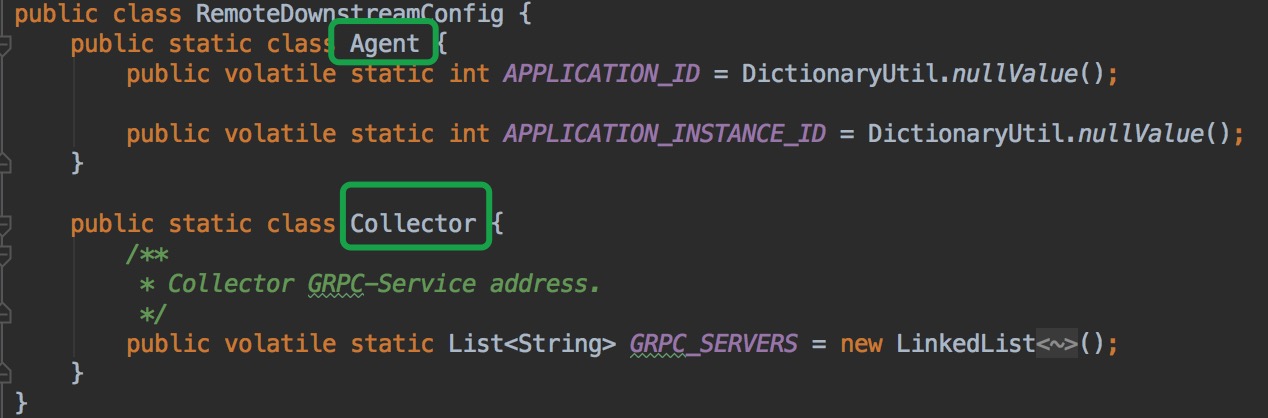 public class RemoteDownstreamConfig {
public static class Agent {
public volatile static int APPLICATION_ID = DictionaryUtil.nullValue();
public volatile static int APPLICATION_INSTANCE_ID = DictionaryUtil.nullValue();
}
public static class Collector {
/**
* Collector GRPC-Service address.
*/
public volatile static List<String> GRPC_SERVERS = new LinkedList<~>();
}
}